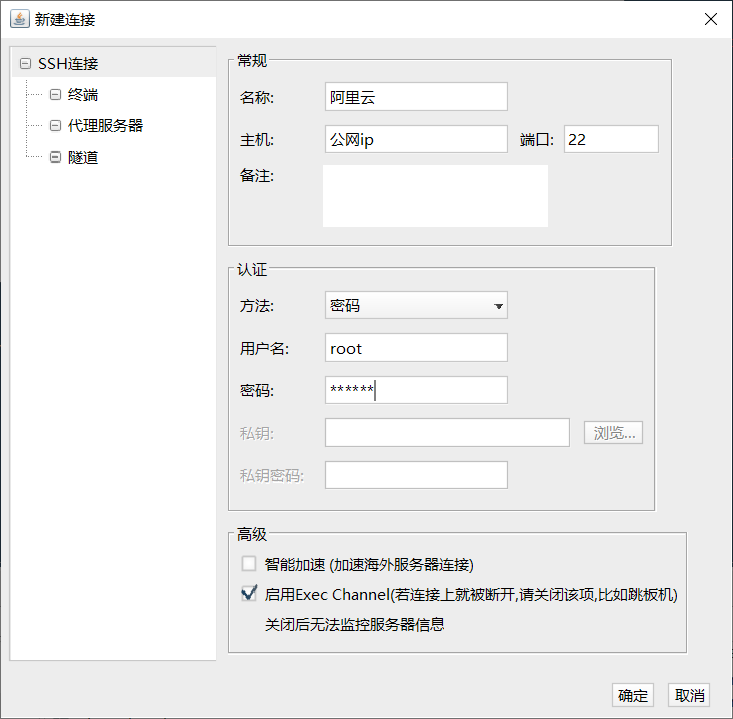 新建连接
SSH连接
终端
代理服务器
隧道
常规
名称: 阿里云
主机: 公网ip 端口: 22
备注:
认证
方法: 密码
用户名: root
密码: ******
私钥: 浏览...
私钥密码:
高级
智能加速 (加速海外服务器连接)
启用Exec Channel(若连接上就被断开,请关闭该项,比如跳板机)
关闭后无法监控服务器信息
确定 取消